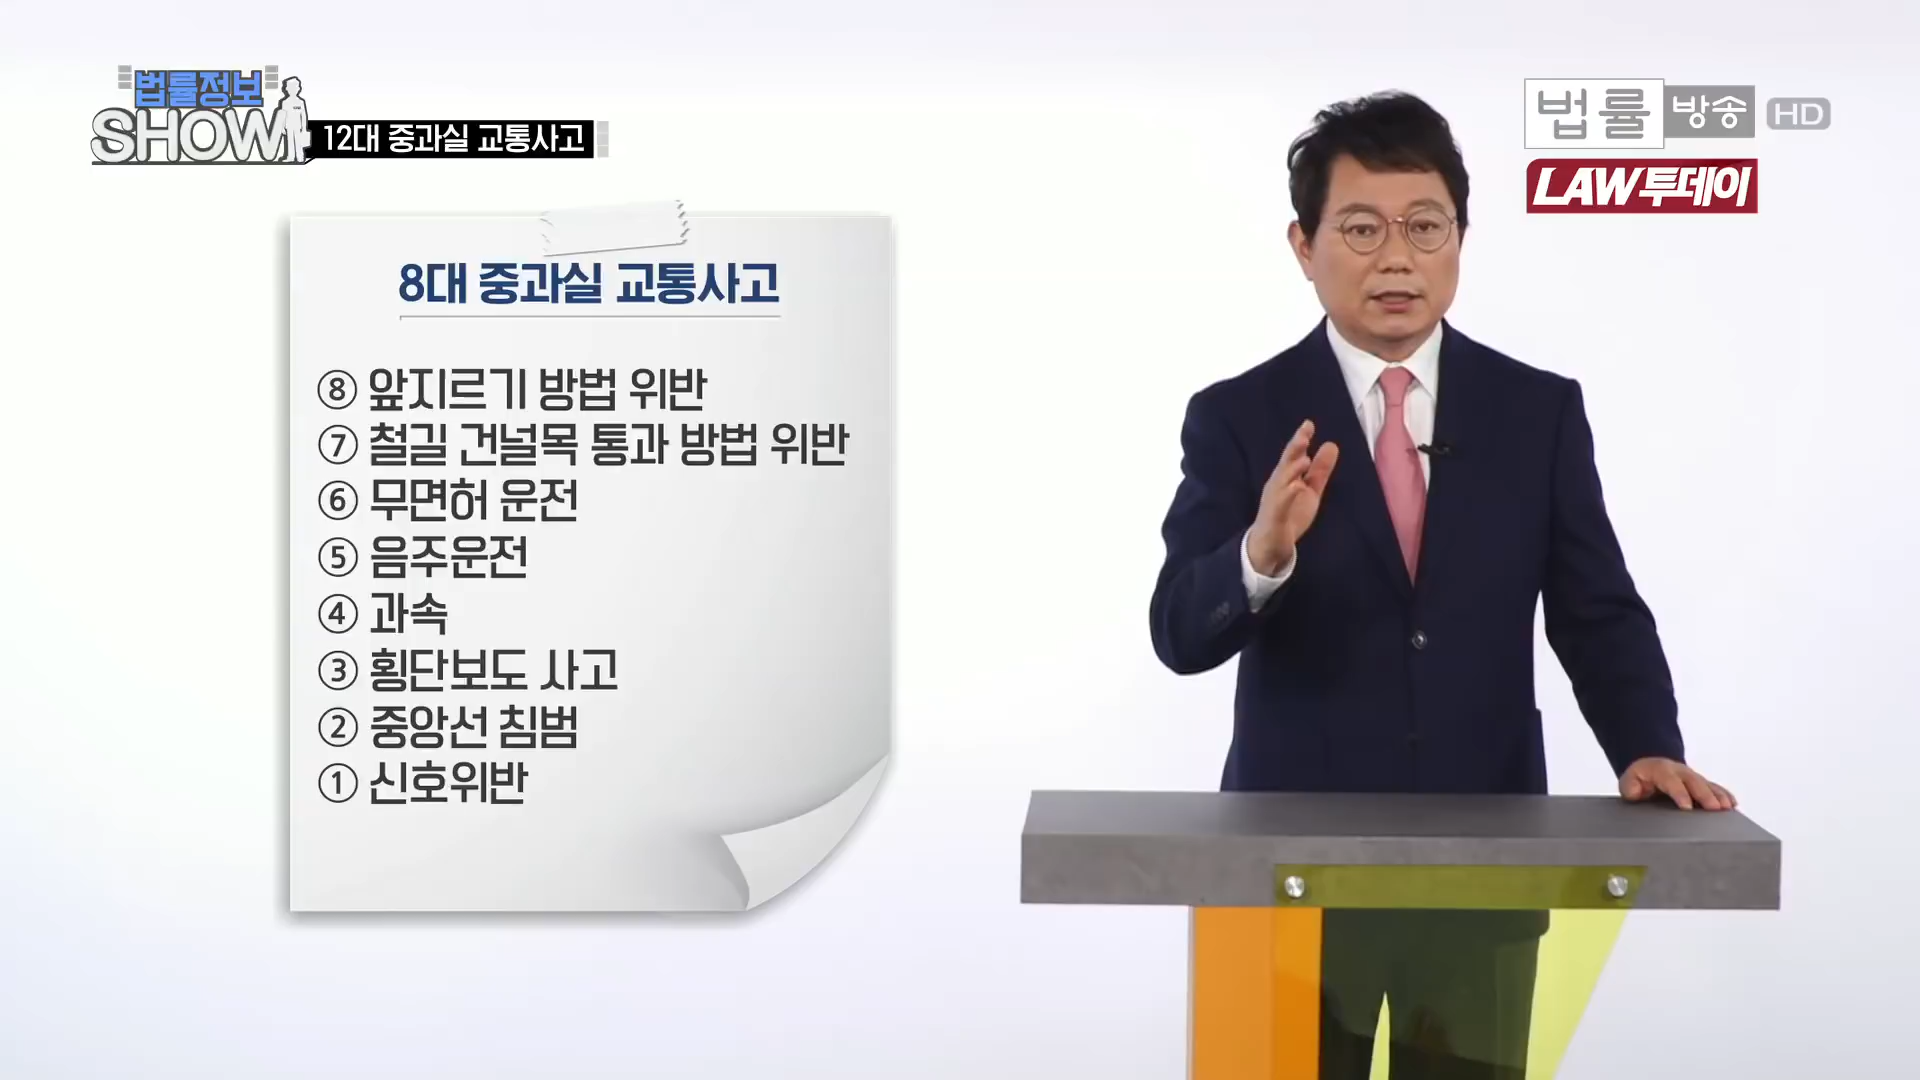 법률정보
SHOW
12대 중과실 교통사고
법률방송 HD
LAW투데이
8대 중과실 교통사고
⑧ 앞지르기 방법 위반
⑦ 철길 건널목 통과 방법 위반
⑥ 무면허 운전
⑤ 음주운전
④ 과속
③ 횡단보도 사고
② 중앙선 침범
① 신호위반